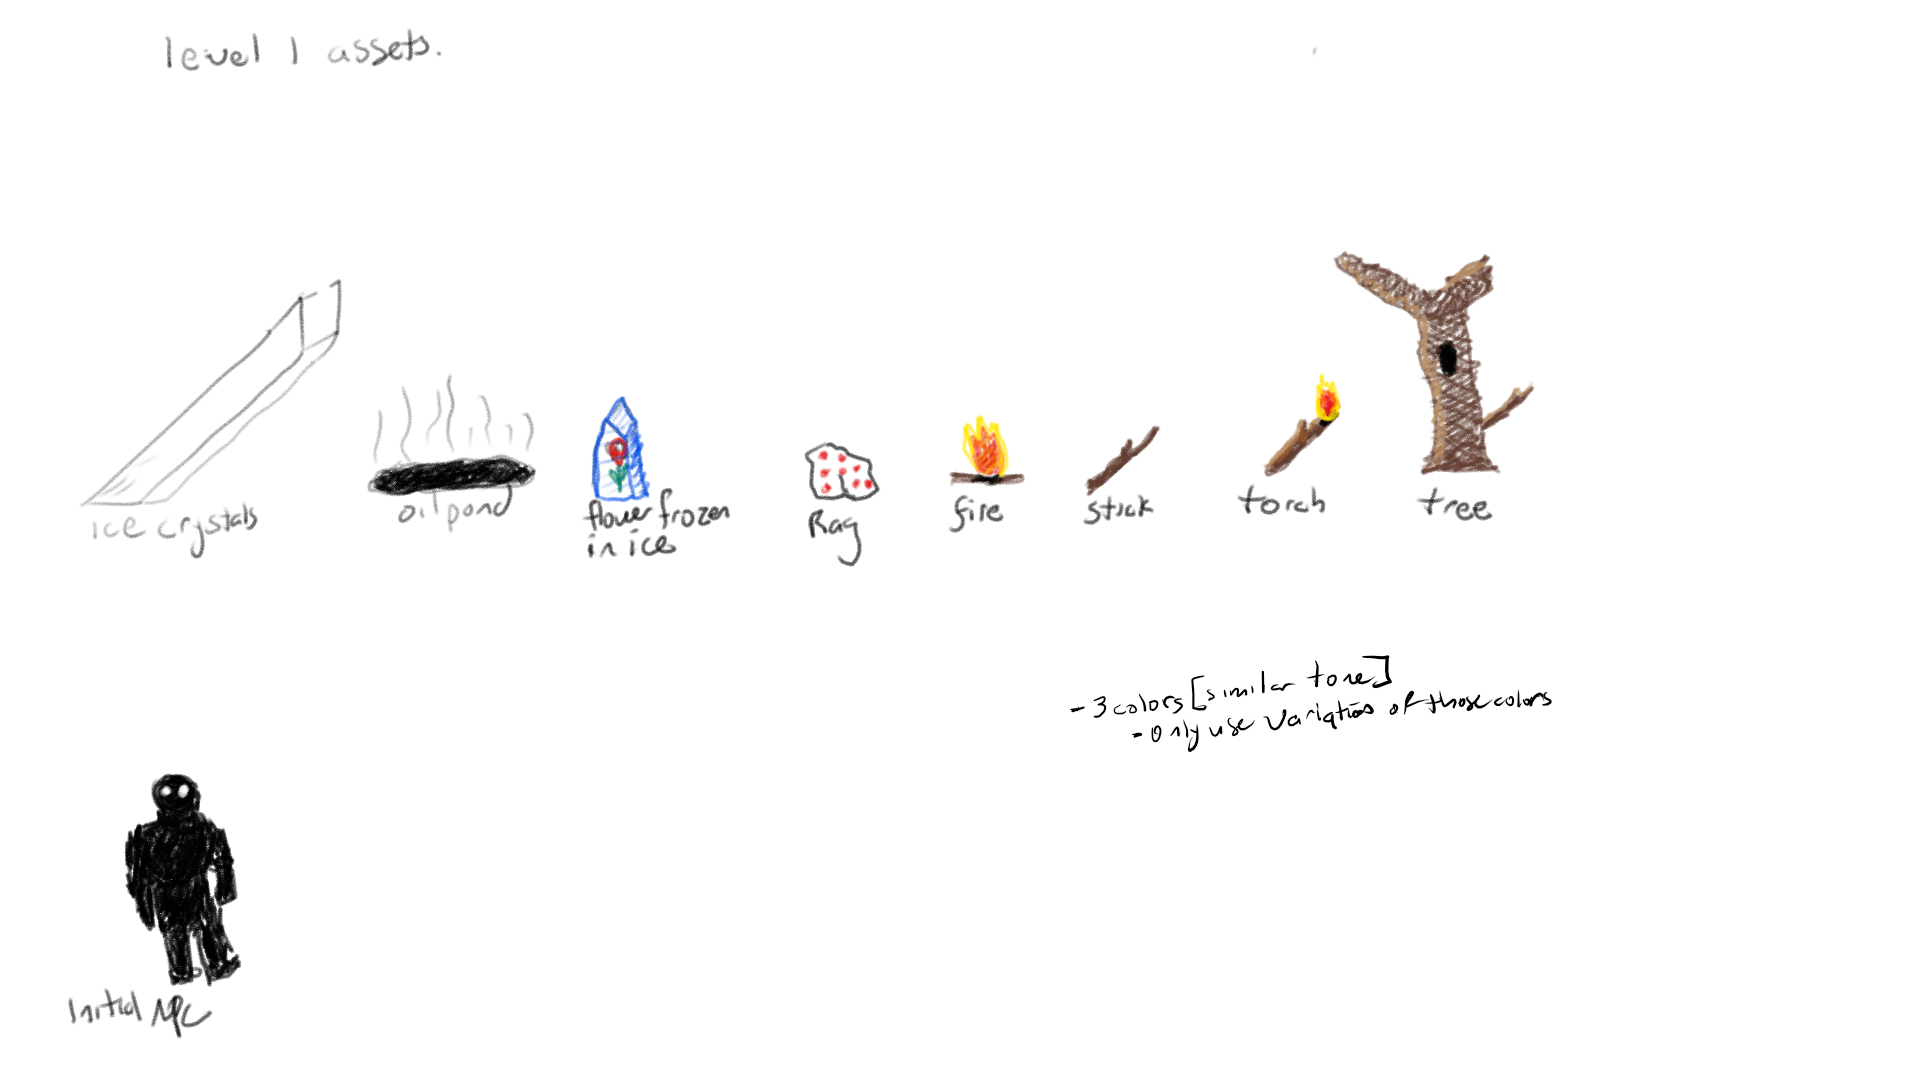 level 1 assets.
ice crystals
oil pond
flower frozen
in ice
Rag
fire
stick
torch
tree
- 3 colors [similar tone]
- only use variations of those colors
Initial NPC